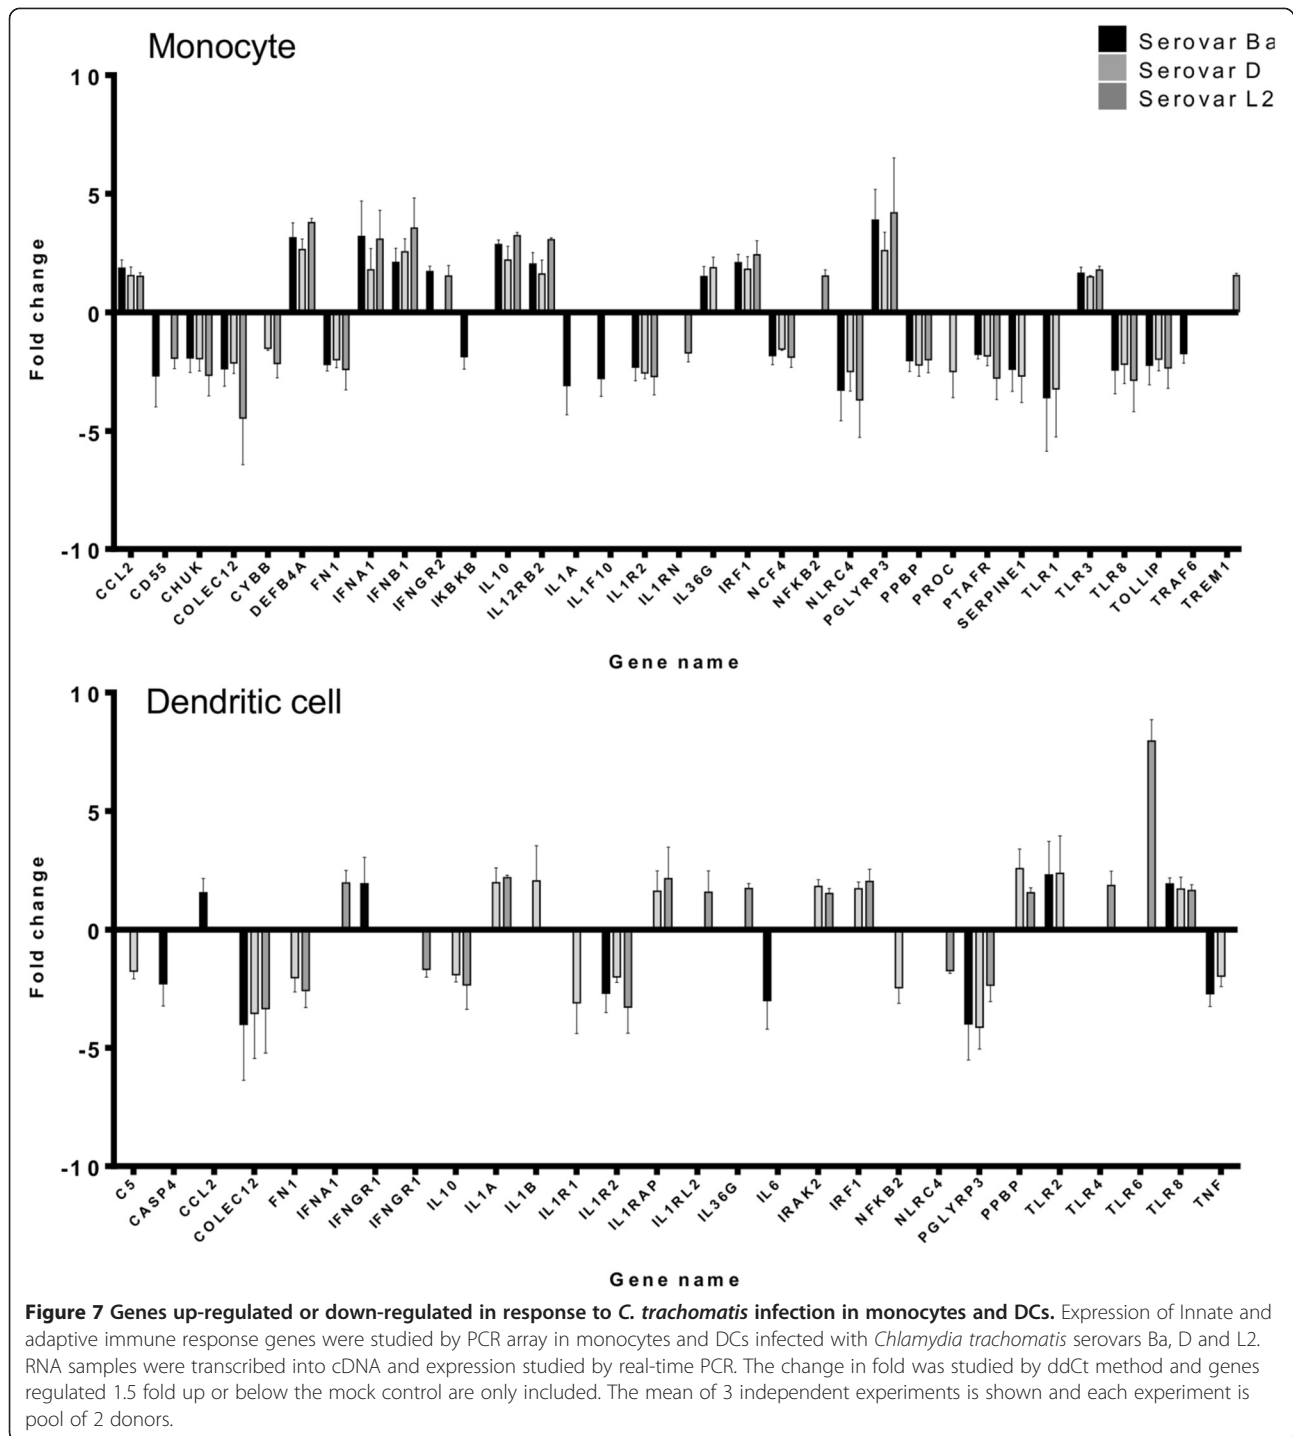 Monocyte
Serovar Ba
Serovar D
Serovar L2
10
5
0
-5
-10
Fold change
CCL2
CD55
CHUK
COLEC12
CYBB
DEFB4A
FN1
IFNA1
IFNB1
IFNGR2
IKBKB
IL10
IL12RB2
IL1A
IL1F10
IL1R2
IL1RN
IL36G
IRF1
NCF4
NFKB2
NLRC4
PGLYRP3
PPBP
PROC
PTAFR
SERPINE1
TLR1
TLR3
TLR8
TOLLIP
TRAF6
TREM1
Gene name
Dendritic cell
10
5
0
-5
-10
Fold change
C5
CASP4
CCL2
COLEC12
FN1
IFNA1
IFNGR1
IFNGR1
IL10
IL1A
IL1B
IL1R1
IL1R2
IL1RAP
IL1RL2
IL36G
IL6
IRAK2
IRF1
NFKB2
NLRC4
PGLYRP3
PPBP
TLR2
TLR4
TLR6
TLR8
TNF
Gene name
Figure 7 Genes up-regulated or down-regulated in response to C. trachomatis infection in monocytes and DCs. Expression of Innate and
adaptive immune response genes were studied by PCR array in monocytes and DCs infected with Chlamydia trachomatis serovars Ba, D and L2.
RNA samples were transcribed into cDNA and expression studied by real-time PCR. The change in fold was studied by ddCt method and genes
regulated 1.5 fold up or below the mock control are only included. The mean of 3 independent experiments is shown and each experiment is
pool of 2 donors.